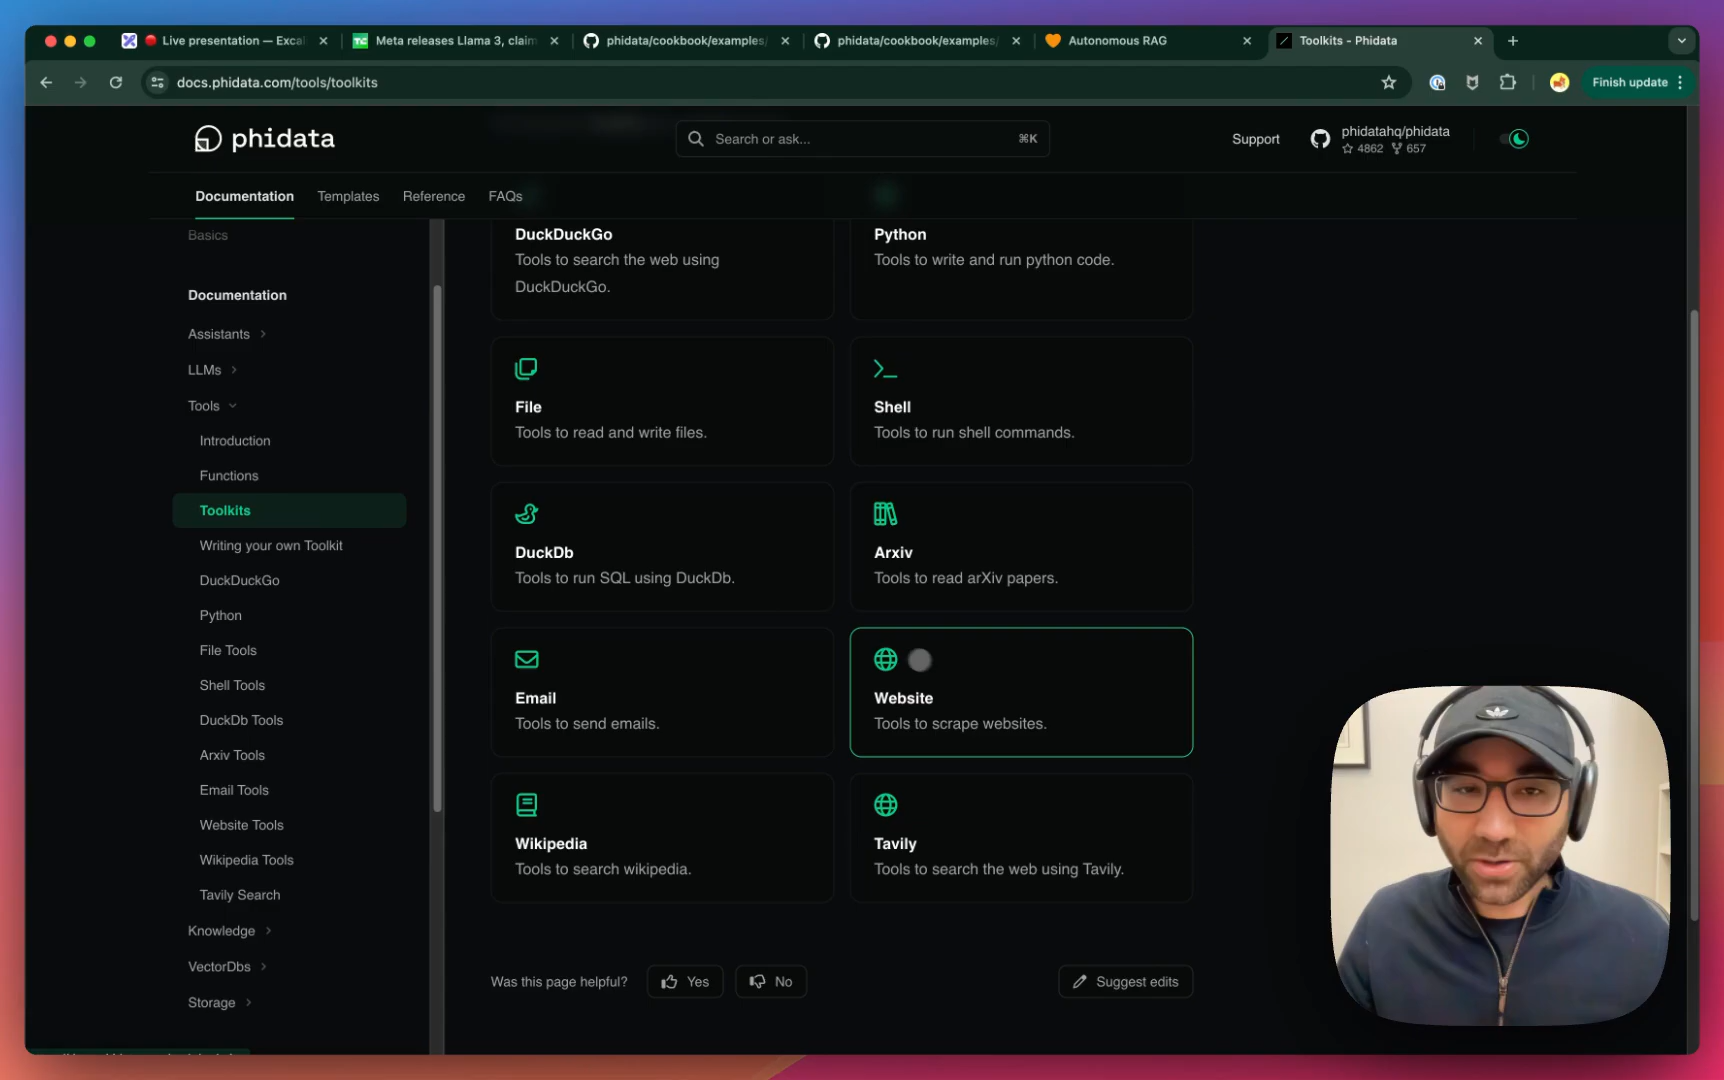 Live presentation — Excal
Meta releases Llama 3, claim
phidata/cookbook/examples/
phidata/cookbook/examples/
Autonomous RAG
Toolkits - Phidata
docs.phidata.com/tools/toolkits
Finish update
phidata
Search or ask...
⌘K
Support
phidatahq/phidata
4862 657
Documentation
Templates
Reference
FAQs
Basics
Documentation
Assistants
LLMs
Tools
Introduction
Functions
Toolkits
Writing your own Toolkit
DuckDuckGo
Python
File Tools
Shell Tools
DuckDb Tools
Arxiv Tools
Email Tools
Website Tools
Wikipedia Tools
Tavily Search
Knowledge
VectorDbs
Storage
DuckDuckGo
Tools to search the web using
DuckDuckGo.
Python
Tools to write and run python code.
File
Tools to read and write files.
Shell
Tools to run shell commands.
DuckDb
Tools to run SQL using DuckDb.
Arxiv
Tools to read arXiv papers.
Email
Tools to send emails.
Website
Tools to scrape websites.
Wikipedia
Tools to search wikipedia.
Tavily
Tools to search the web using Tavily.
Was this page helpful?
Yes
No
Suggest edits